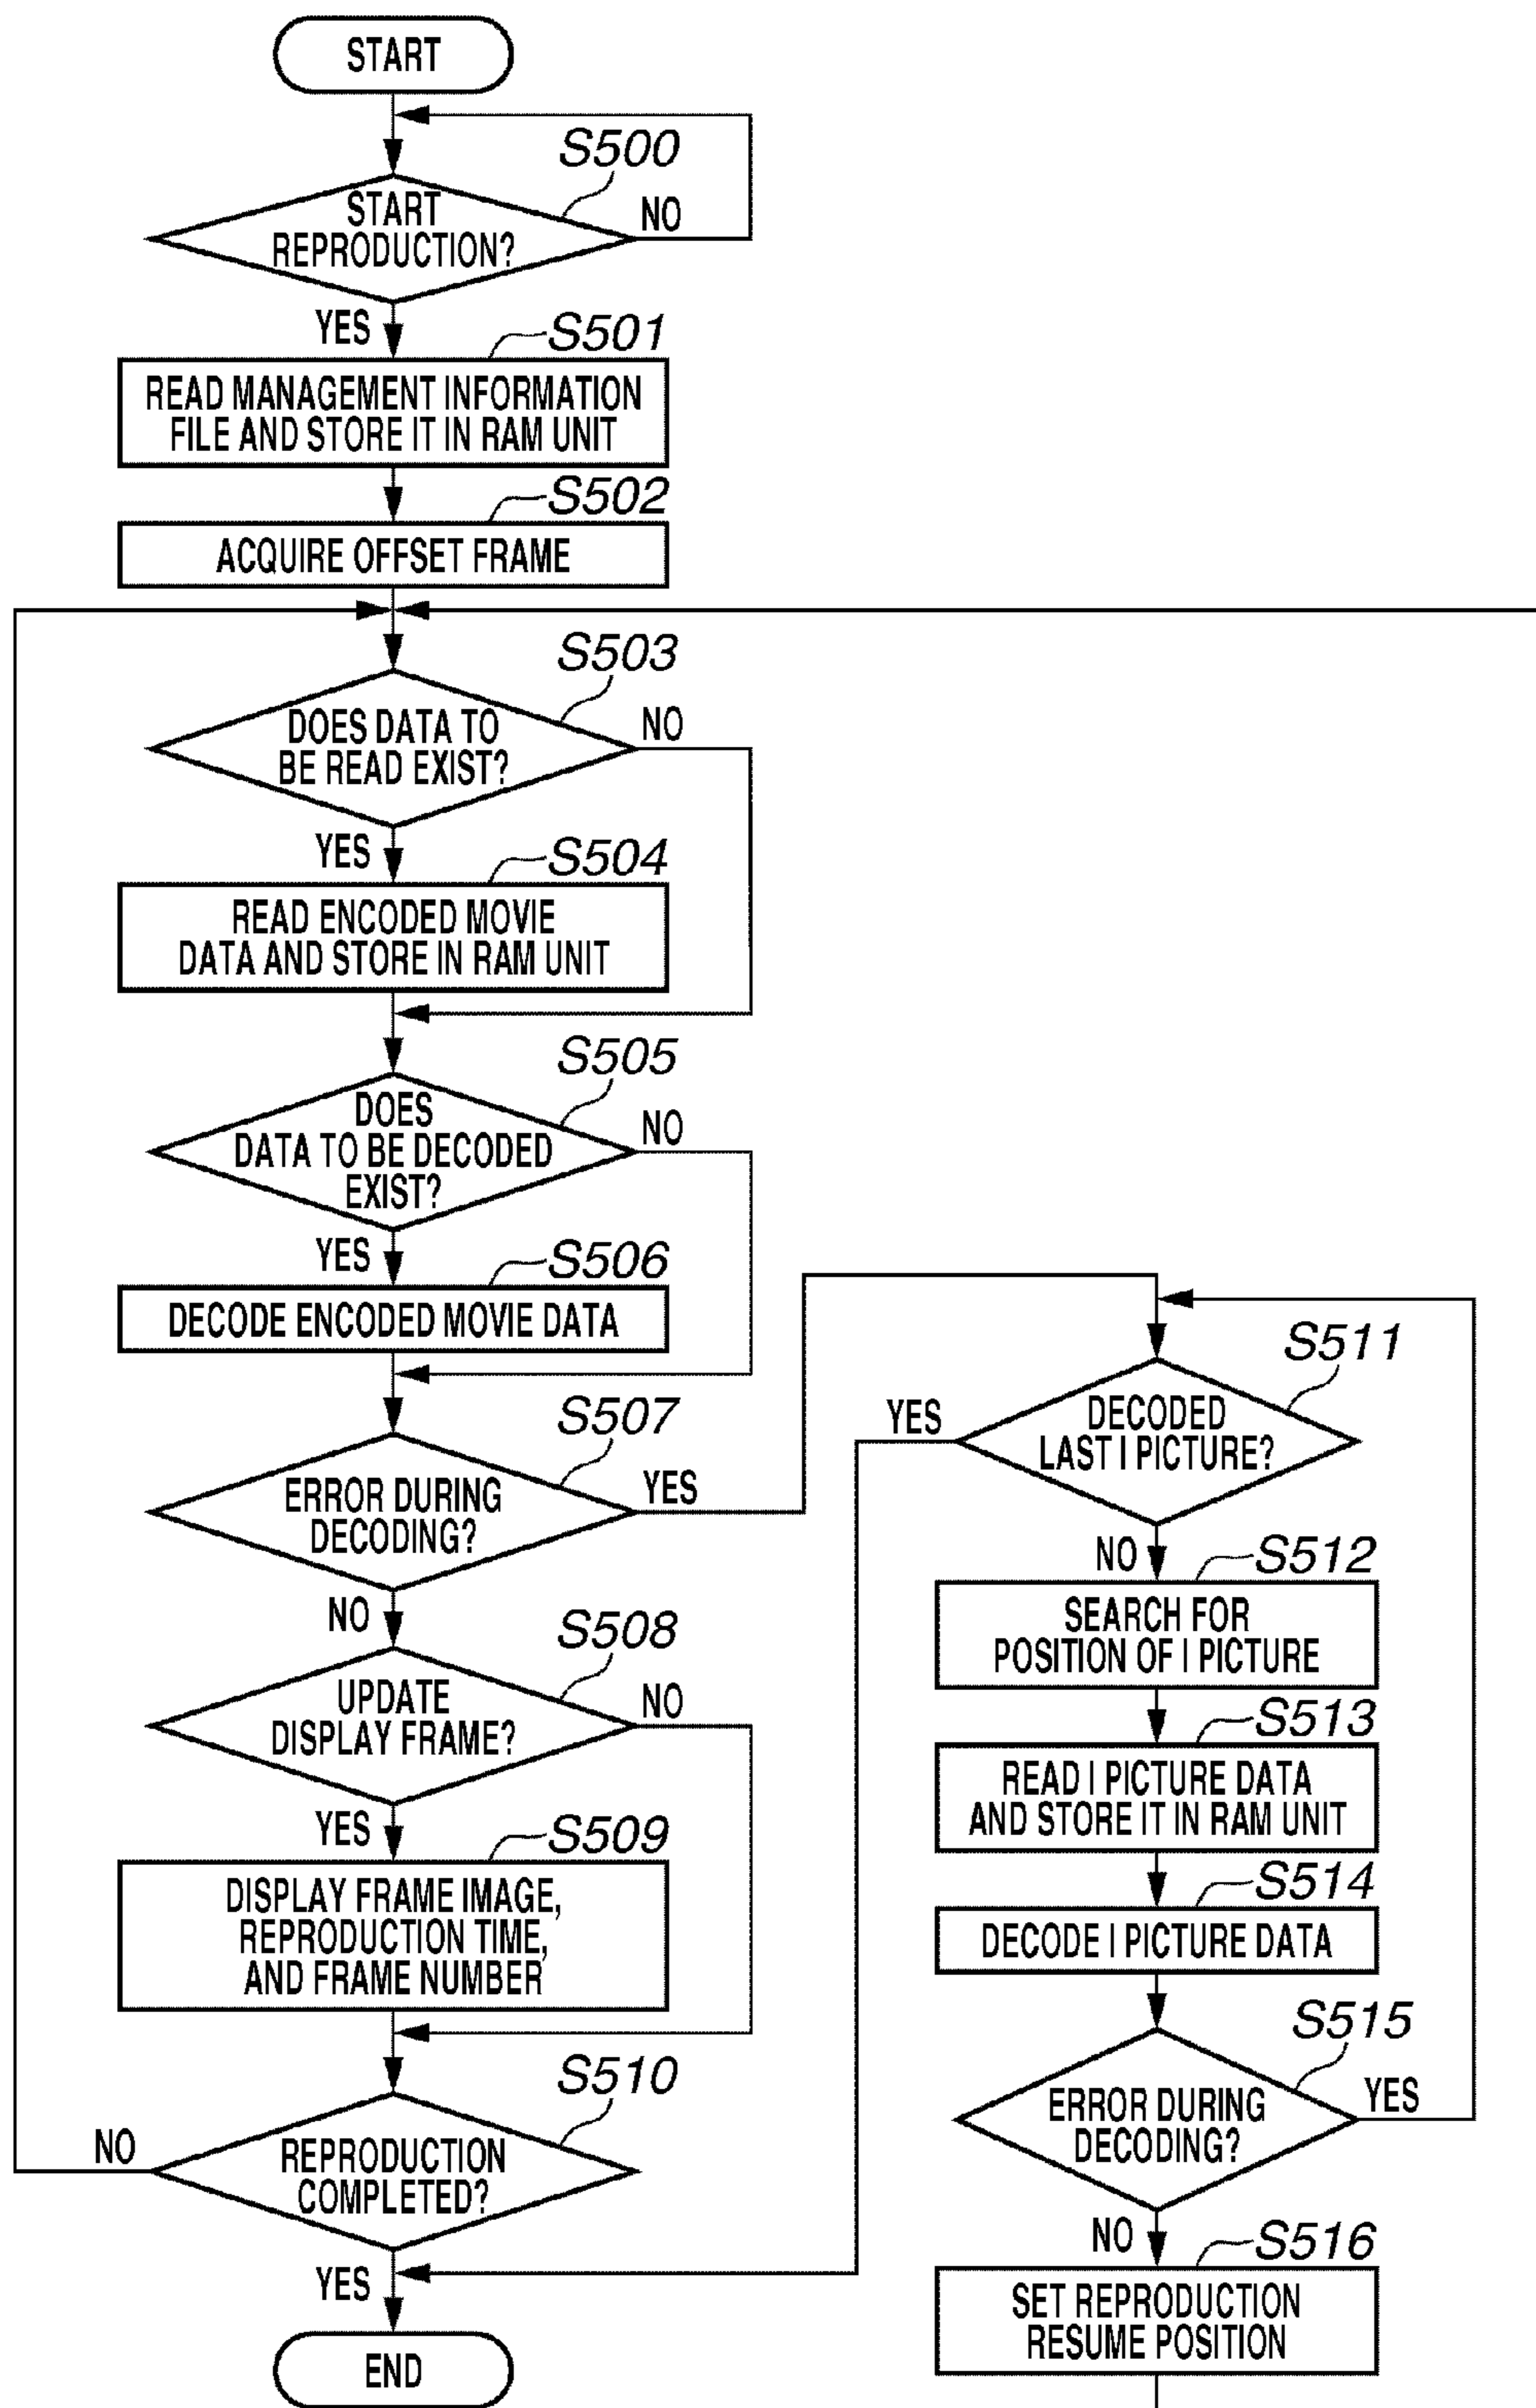 START
S500
START
REPRODUCTION?
NO
YES
S501
READ MANAGEMENT INFORMATION
FILE AND STORE IT IN RAM UNIT
S502
ACQUIRE OFFSET FRAME
S503
DOES DATA TO
BE READ EXIST?
NO
YES
S504
READ ENCODED MOVIE
DATA AND STORE IN RAM UNIT
S505
DOES
DATA TO BE DECODED
EXIST?
NO
YES
S506
DECODE ENCODED MOVIE DATA
S507
ERROR DURING
DECODING?
YES
NO
S508
UPDATE
DISPLAY FRAME?
NO
YES
S509
DISPLAY FRAME IMAGE,
REPRODUCTION TIME,
AND FRAME NUMBER
S510
REPRODUCTION
COMPLETED?
NO
YES
END
S511
DECODED
LAST I PICTURE?
YES
NO
S512
SEARCH FOR
POSITION OF I PICTURE
S513
READ I PICTURE DATA
AND STORE IT IN RAM UNIT
S514
DECODE I PICTURE DATA
S515
ERROR DURING
DECODING?
YES
NO
S516
SET REPRODUCTION
RESUME POSITION